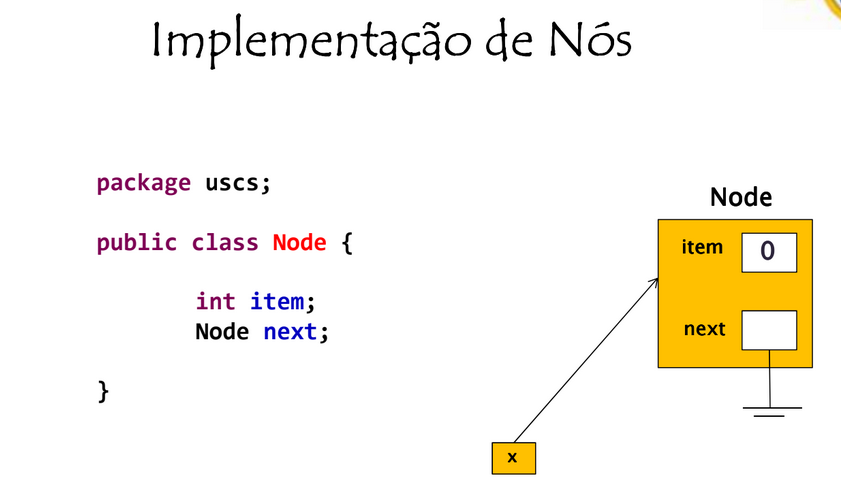 Implementação de Nós
package uscs;
public class Node {
int item;
Node next;
}
Node
item 0
next
x